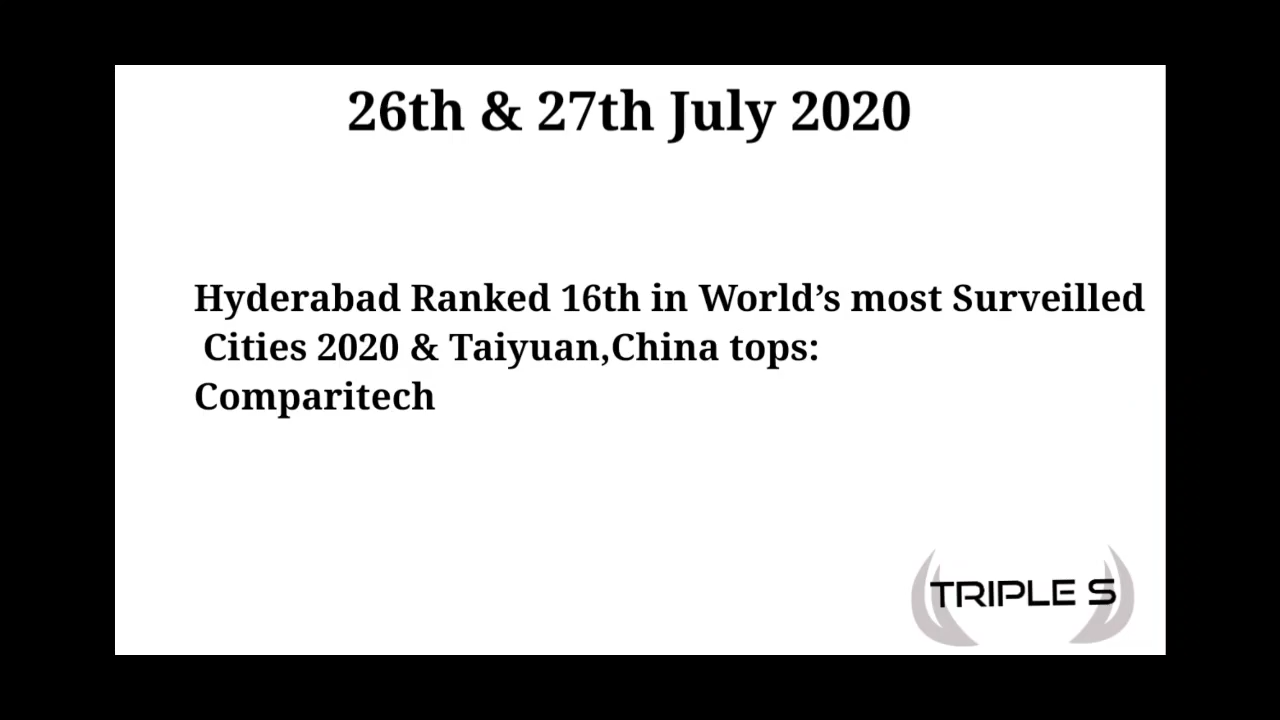 26th & 27th July 2020
Hyderabad Ranked 16th in World’s most Surveilled
Cities 2020 & Taiyuan,China tops:
Comparitech
TRIPLE S